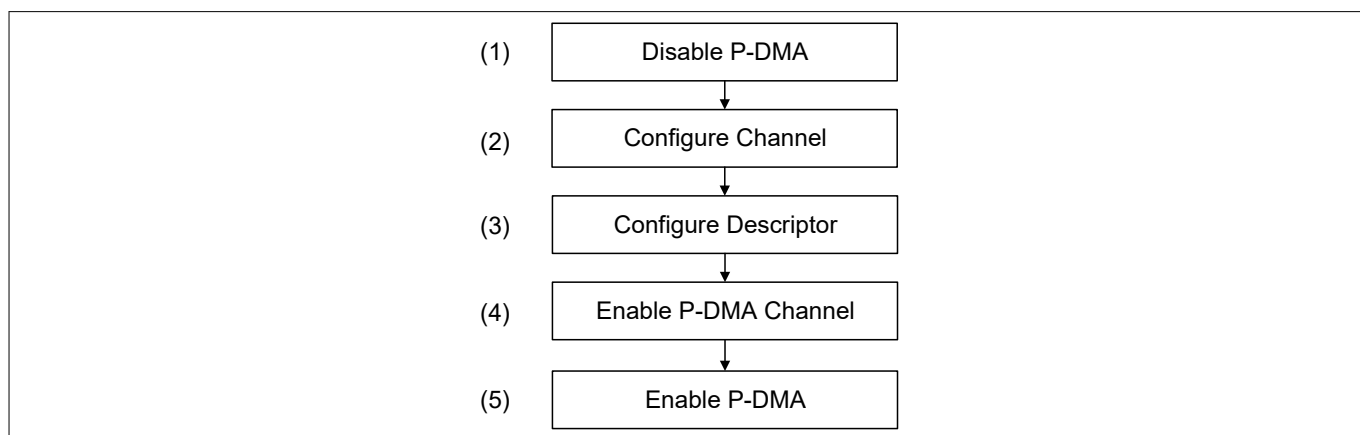 (1) Disable P-DMA
(2) Configure Channel
(3) Configure Descriptor
(4) Enable P-DMA Channel
(5) Enable P-DMA